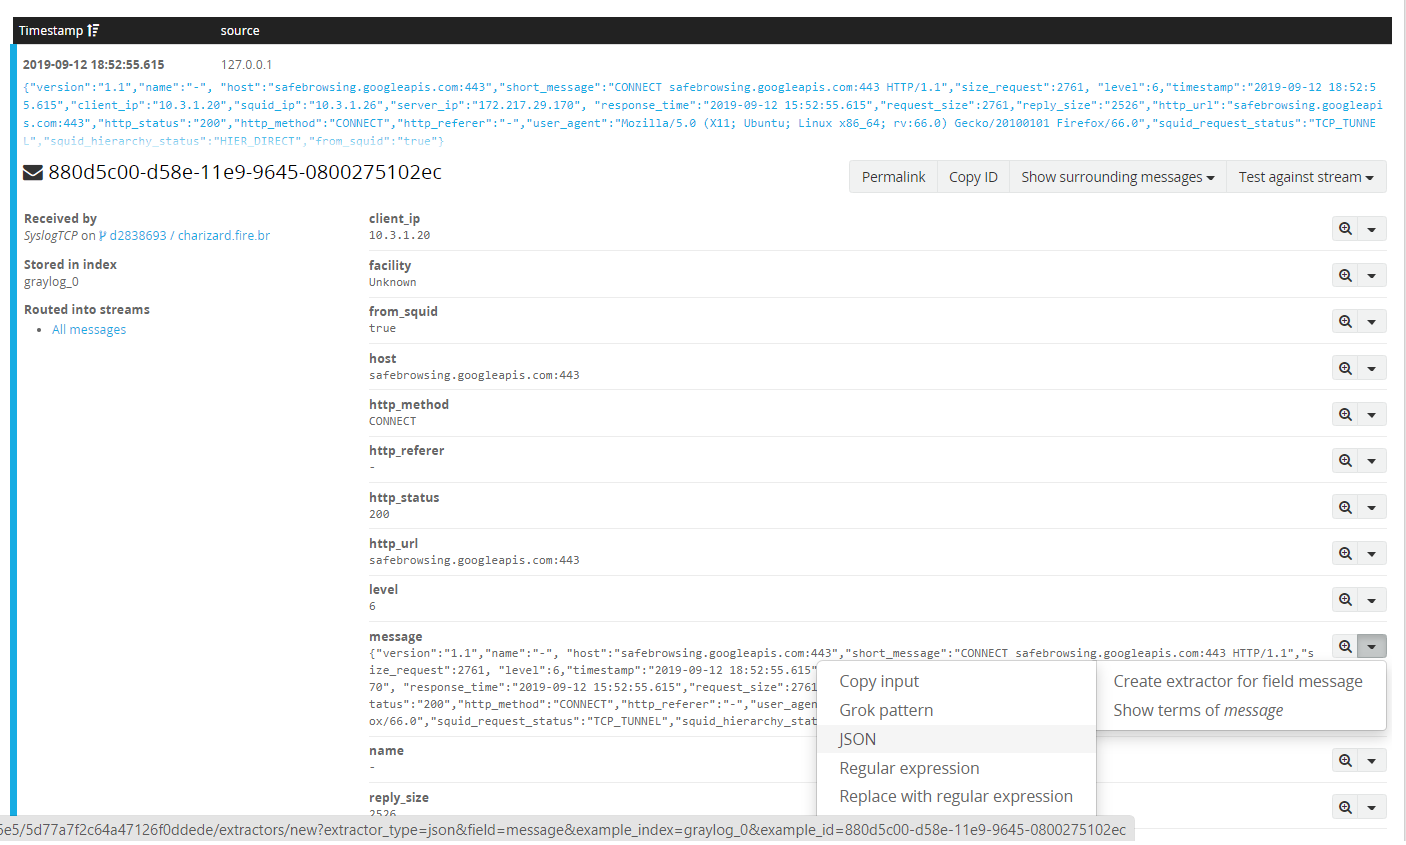 Timestamp source
2019-09-12 18:52:55.615 127.0.0.1
{"version":"1.1","name":"-", "host":"safebrowsing.googleapis.com:443","short_message":"CONNECT safebrowsing.googleapis.com:443 HTTP/1.1","size_request":2761, "level":6,"timestamp":"2019-09-12 18:52:5
5.615","client_ip":"10.3.1.20","squid_ip":"10.3.1.26","server_ip":"172.217.29.170", "response_time":"2019-09-12 15:52:55.615","request_size":2761,"reply_size":"2526","http_url":"safebrowsing.googleapi
s.com:443","http_status":"200","http_method":"CONNECT","http_referer":"-","user_agent":"Mozilla/5.0 (X11; Ubuntu; Linux x86_64; rv:66.0) Gecko/20100101 Firefox/66.0","squid_request_status":"TCP_TUNNE
L","squid_hierarchy_status":"HIER_DIRECT","from_squid":"true"}
880d5c00-d58e-11e9-9645-0800275102ec
Permalink Copy ID Show surrounding messages Test against stream
Received by
SyslogTCP on d2838693 / charizard.fire.br
Stored in index
graylog_0
Routed into streams
• All messages
client_ip
10.3.1.20
facility
Unknown
from_squid
true
host
safebrowsing.googleapis.com:443
http_method
CONNECT
http_referer
-
http_status
200
http_url
safebrowsing.googleapis.com:443
level
6
message
{"version":"1.1","name":"-", "host":"safebrowsing.googleapis.com:443","short_message":"CONNECT safebrowsing.googleapis.com:443 HTTP/1.1","s
ize_request":2761, "level":6,"timestamp":"2019-09-12 18:52:55.615"
70", "response_time":"2019-09-12 15:52:55.615","request_size":2761
tatus":"200","http_method":"CONNECT","http_referer":"-","user_agen
ox/66.0","squid_request_status":"TCP_TUNNEL","squid_hierarchy_stat
Copy input
Grok pattern
JSON
Regular expression
Replace with regular expression
Create extractor for field message
Show terms of message
name
-
reply_size
2526
5e5/5d77a7f2c64a47126f0ddede/extractors/new?extractor_type=json&field=message&example_index=graylog_0&example_id=880d5c00-d58e-11e9-9645-0800275102ec